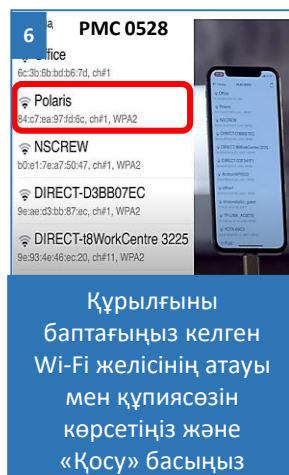 6
PMC 0528
ffice
6c:3b:6b:bd:b6:7d, ch#1
Polaris
84:c7:ea:97:fd:6c, ch#1, WPA2
NSCREW
b0:e1:7e:a7:50:47, ch#1, WPA2
DIRECT-D3BB07EC
9e:ae:d3:bb:87:ec, ch#1, WPA2
DIRECT-t8WorkCentre 3225
9e:93:4e:46:ec:20, ch#11, WPA2
Құрылғыны
баптағыңыз келген
Wi-Fi желісінің атауы
мен құпиясөзін
көрсетіңіз және
«Қосу» басыңыз